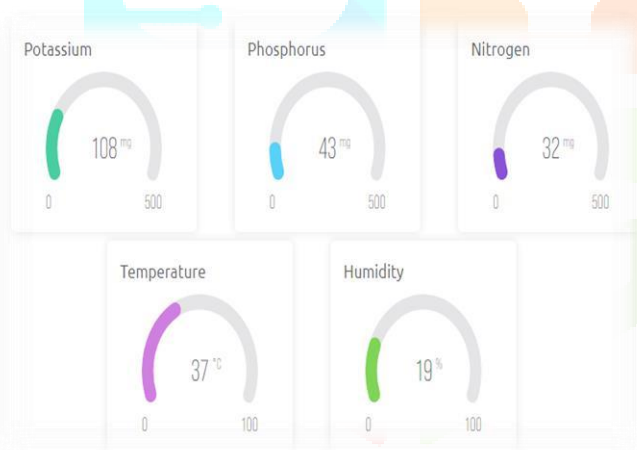 Potassium
108 mg
0 500
Phosphorus
43 mg
0 500
Nitrogen
32 mg
0 500
Temperature
37 °C
0 100
Humidity
19 %
0 100